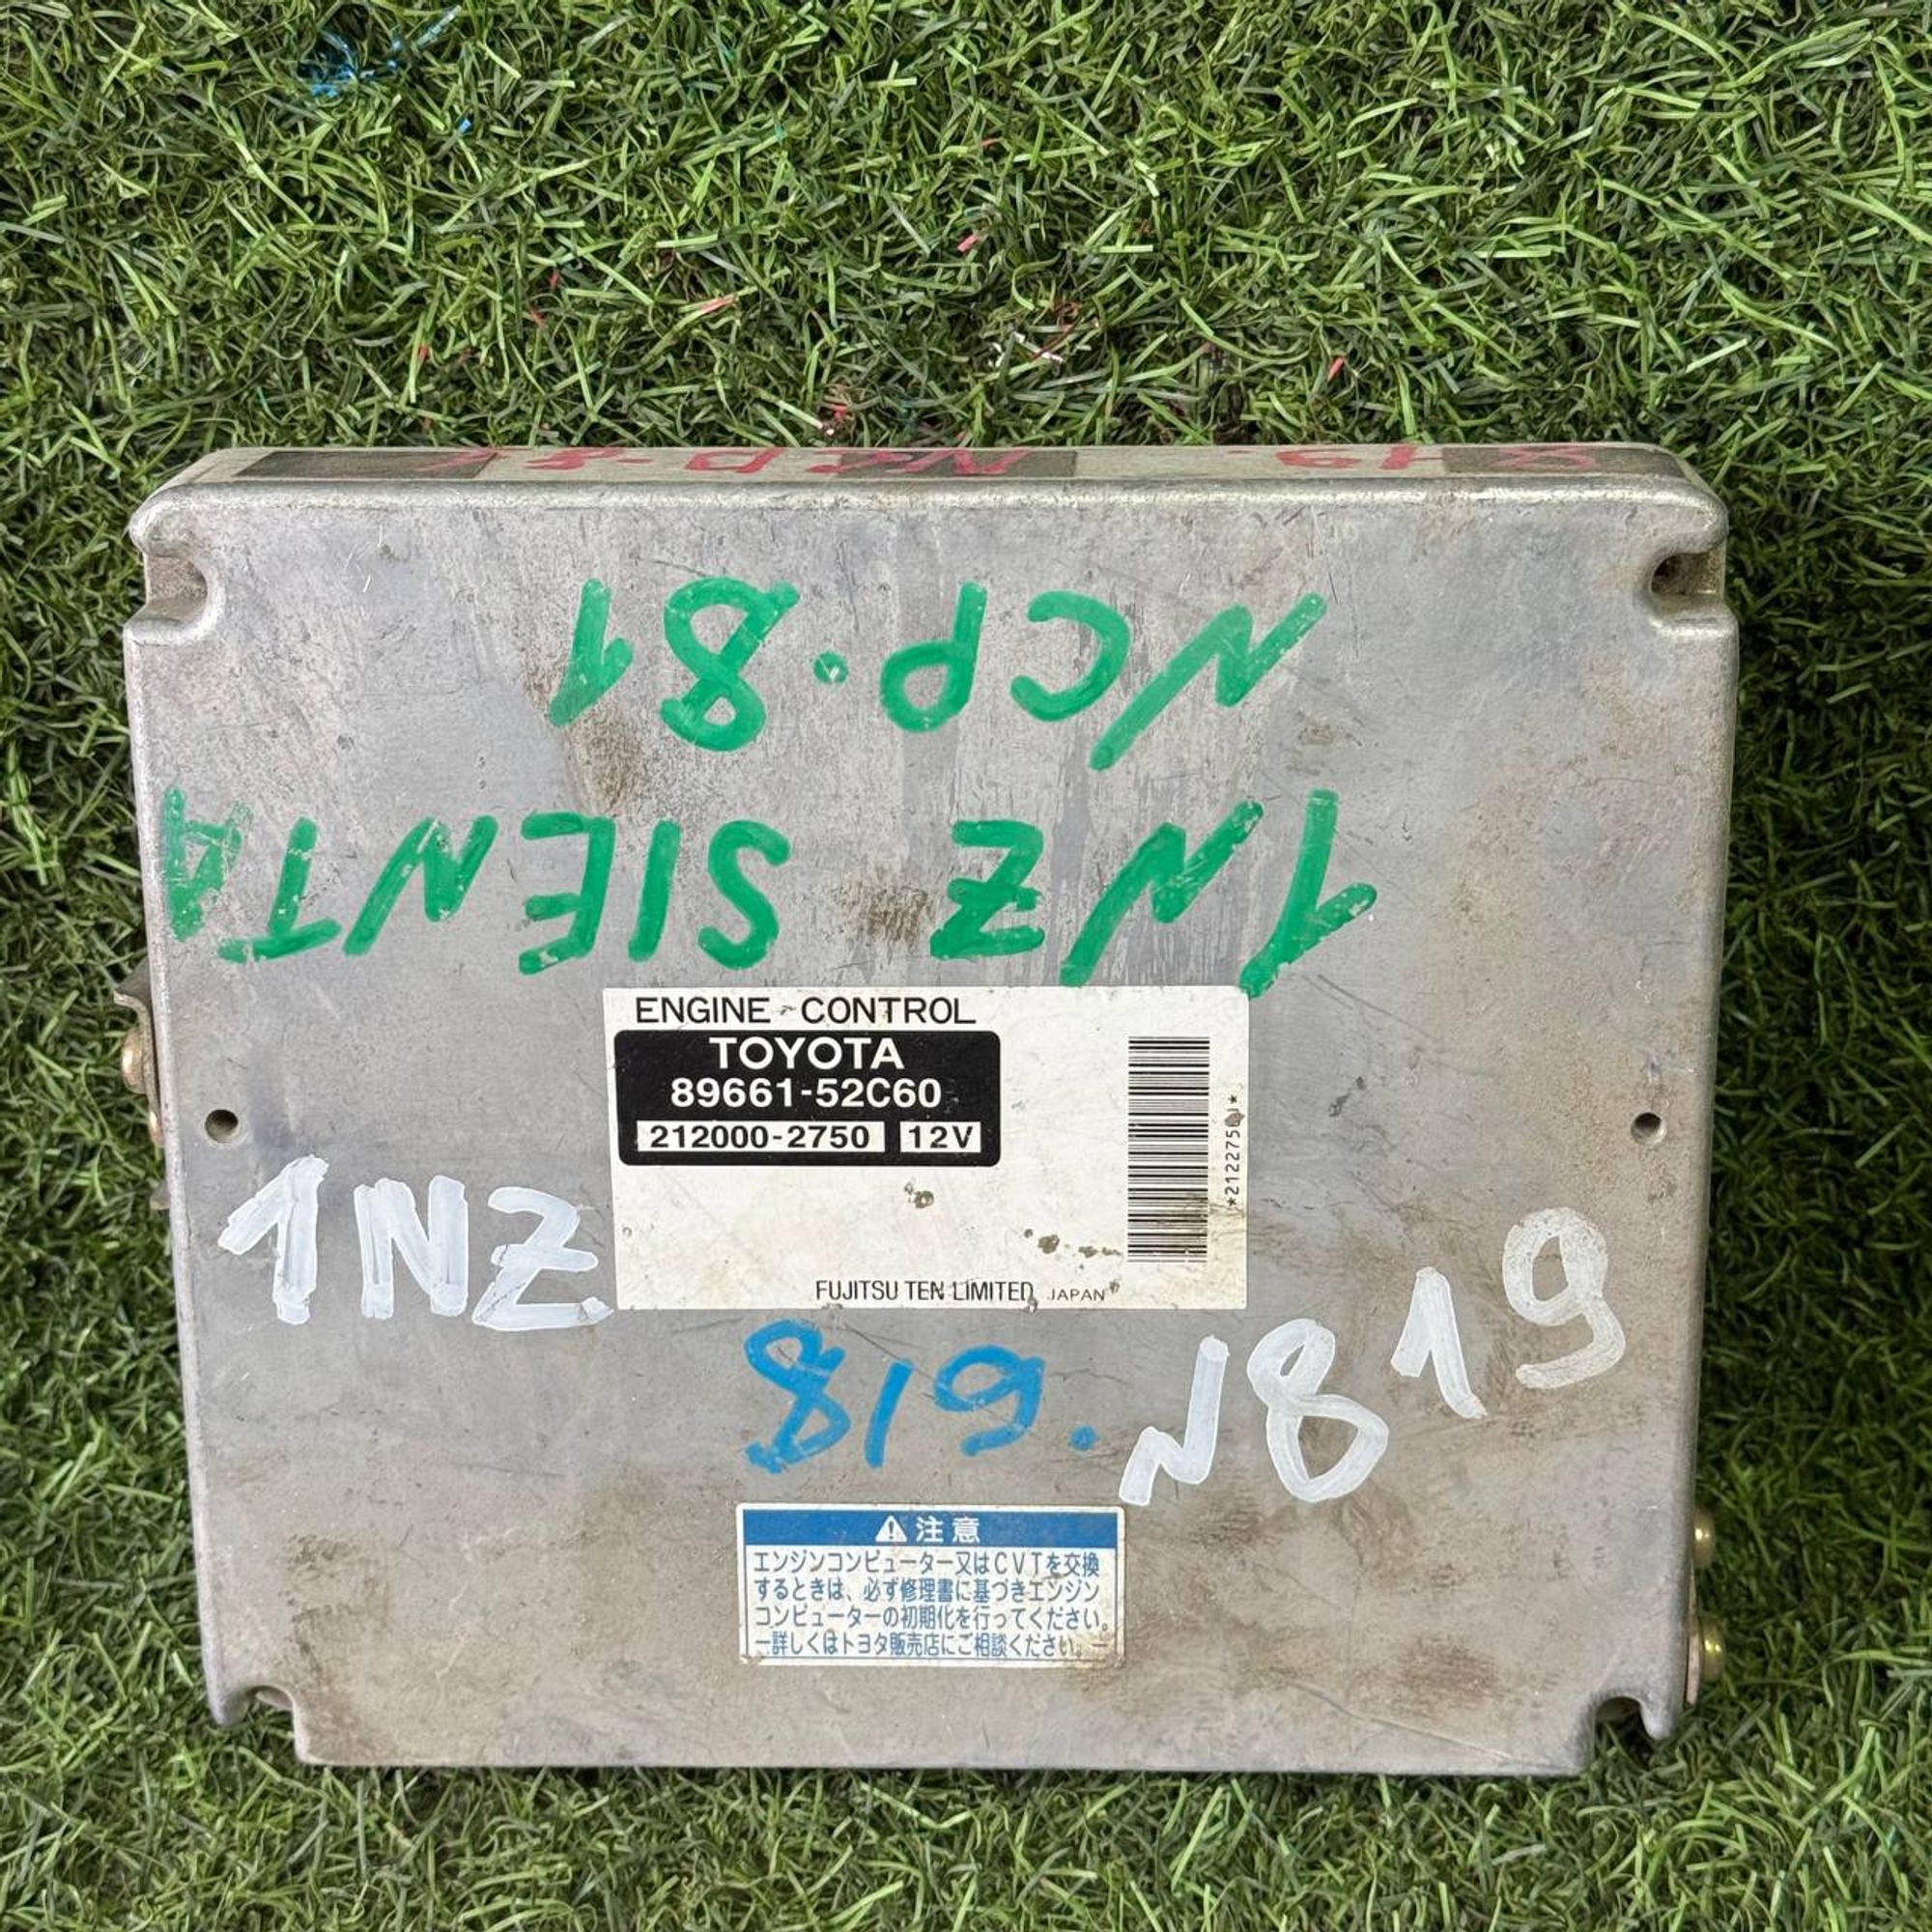 NCP.81
1NZ SIENTA
ENGINE CONTROL
TOYOTA
89661-52C60
212000-2750 12V
FUJITSU TEN LIMITED JAPAN
1NZ
819.
N819
⚠注意
エンジンコンピューター又はCVTを交換
するときは、必ず修理書に基づきエンジン
コンピューターの初期化を行ってください。
ー詳しくはトヨタ販売店にご相談ください。ー